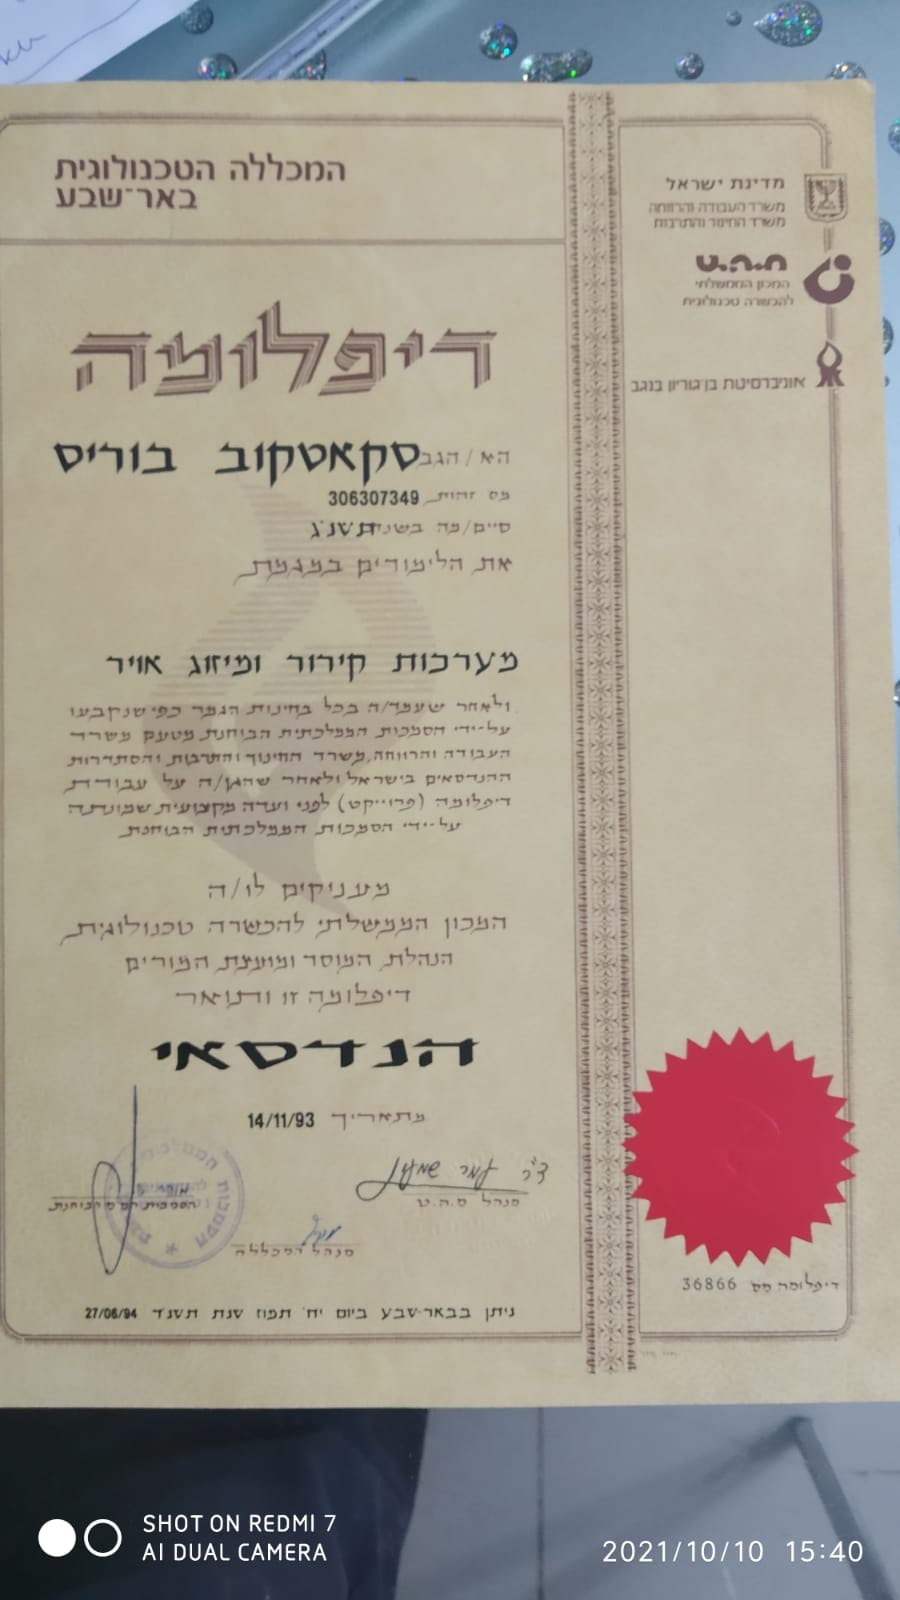 המכללה הטכנולוגית
באר־שבע
מדינת ישראל
משרד העבודה והרווחה
משרד החינוך והתרבות
מ.ה.ט
המכון הממשלתי
להכשרה טכנולוגית
אוניברסיטת בן־גוריון בנגב
דיפלומה
הא / הגב סקאטקוב בוריס
מס זהות 306307349
סיים/מה בשנת תשנ"ג
את הלימודים במגמת
מערכות קירור ומיזוג אויר
ולאחר שעמד/ה בכל בחינות הגמר כפי שנקבעו
על־ידי הסמכות הממלכתית הבוחנת מטעם משרד
העבודה והרווחה, משרד החינוך והתרבות והסתדרות
ההנדסאים בישראל ולאחר שהגן/ה על עבודת
דיפלומה (פרוייקט) לפני ועדה מקצועית שמונתה
על־ידי הסמכות הממלכתית הבוחנת
מעניקים לו/ה
המכון הממשלתי להכשרה טכנולוגית,
הנהלת המוסד ומועצת המורים
דיפלומה זו ותואר
הנדסאי
מתאריך 14/11/93
ד"ר עמר שמעון
מנהל מ.ה.ט
מנהל המכללה
דיפלומה מס 36866
ניתן בבאר־שבע ביום יח' תמוז שנת תשנ"ד 27/06/94
SHOT ON REDMI 7
AI DUAL CAMERA
2021/10/10 15:40